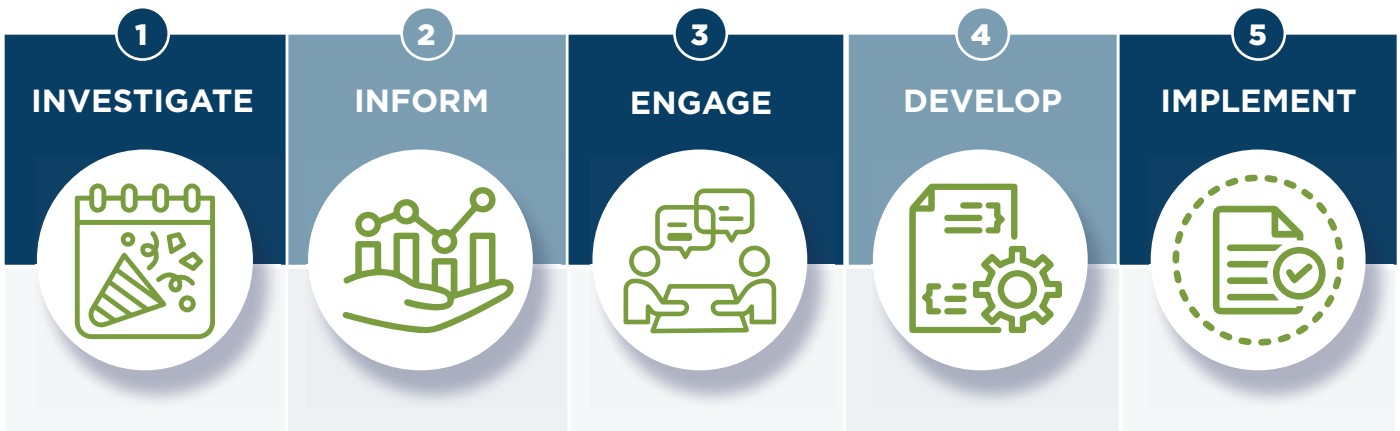 1
INVESTIGATE
2
INFORM
3
ENGAGE
4
DEVELOP
5
IMPLEMENT